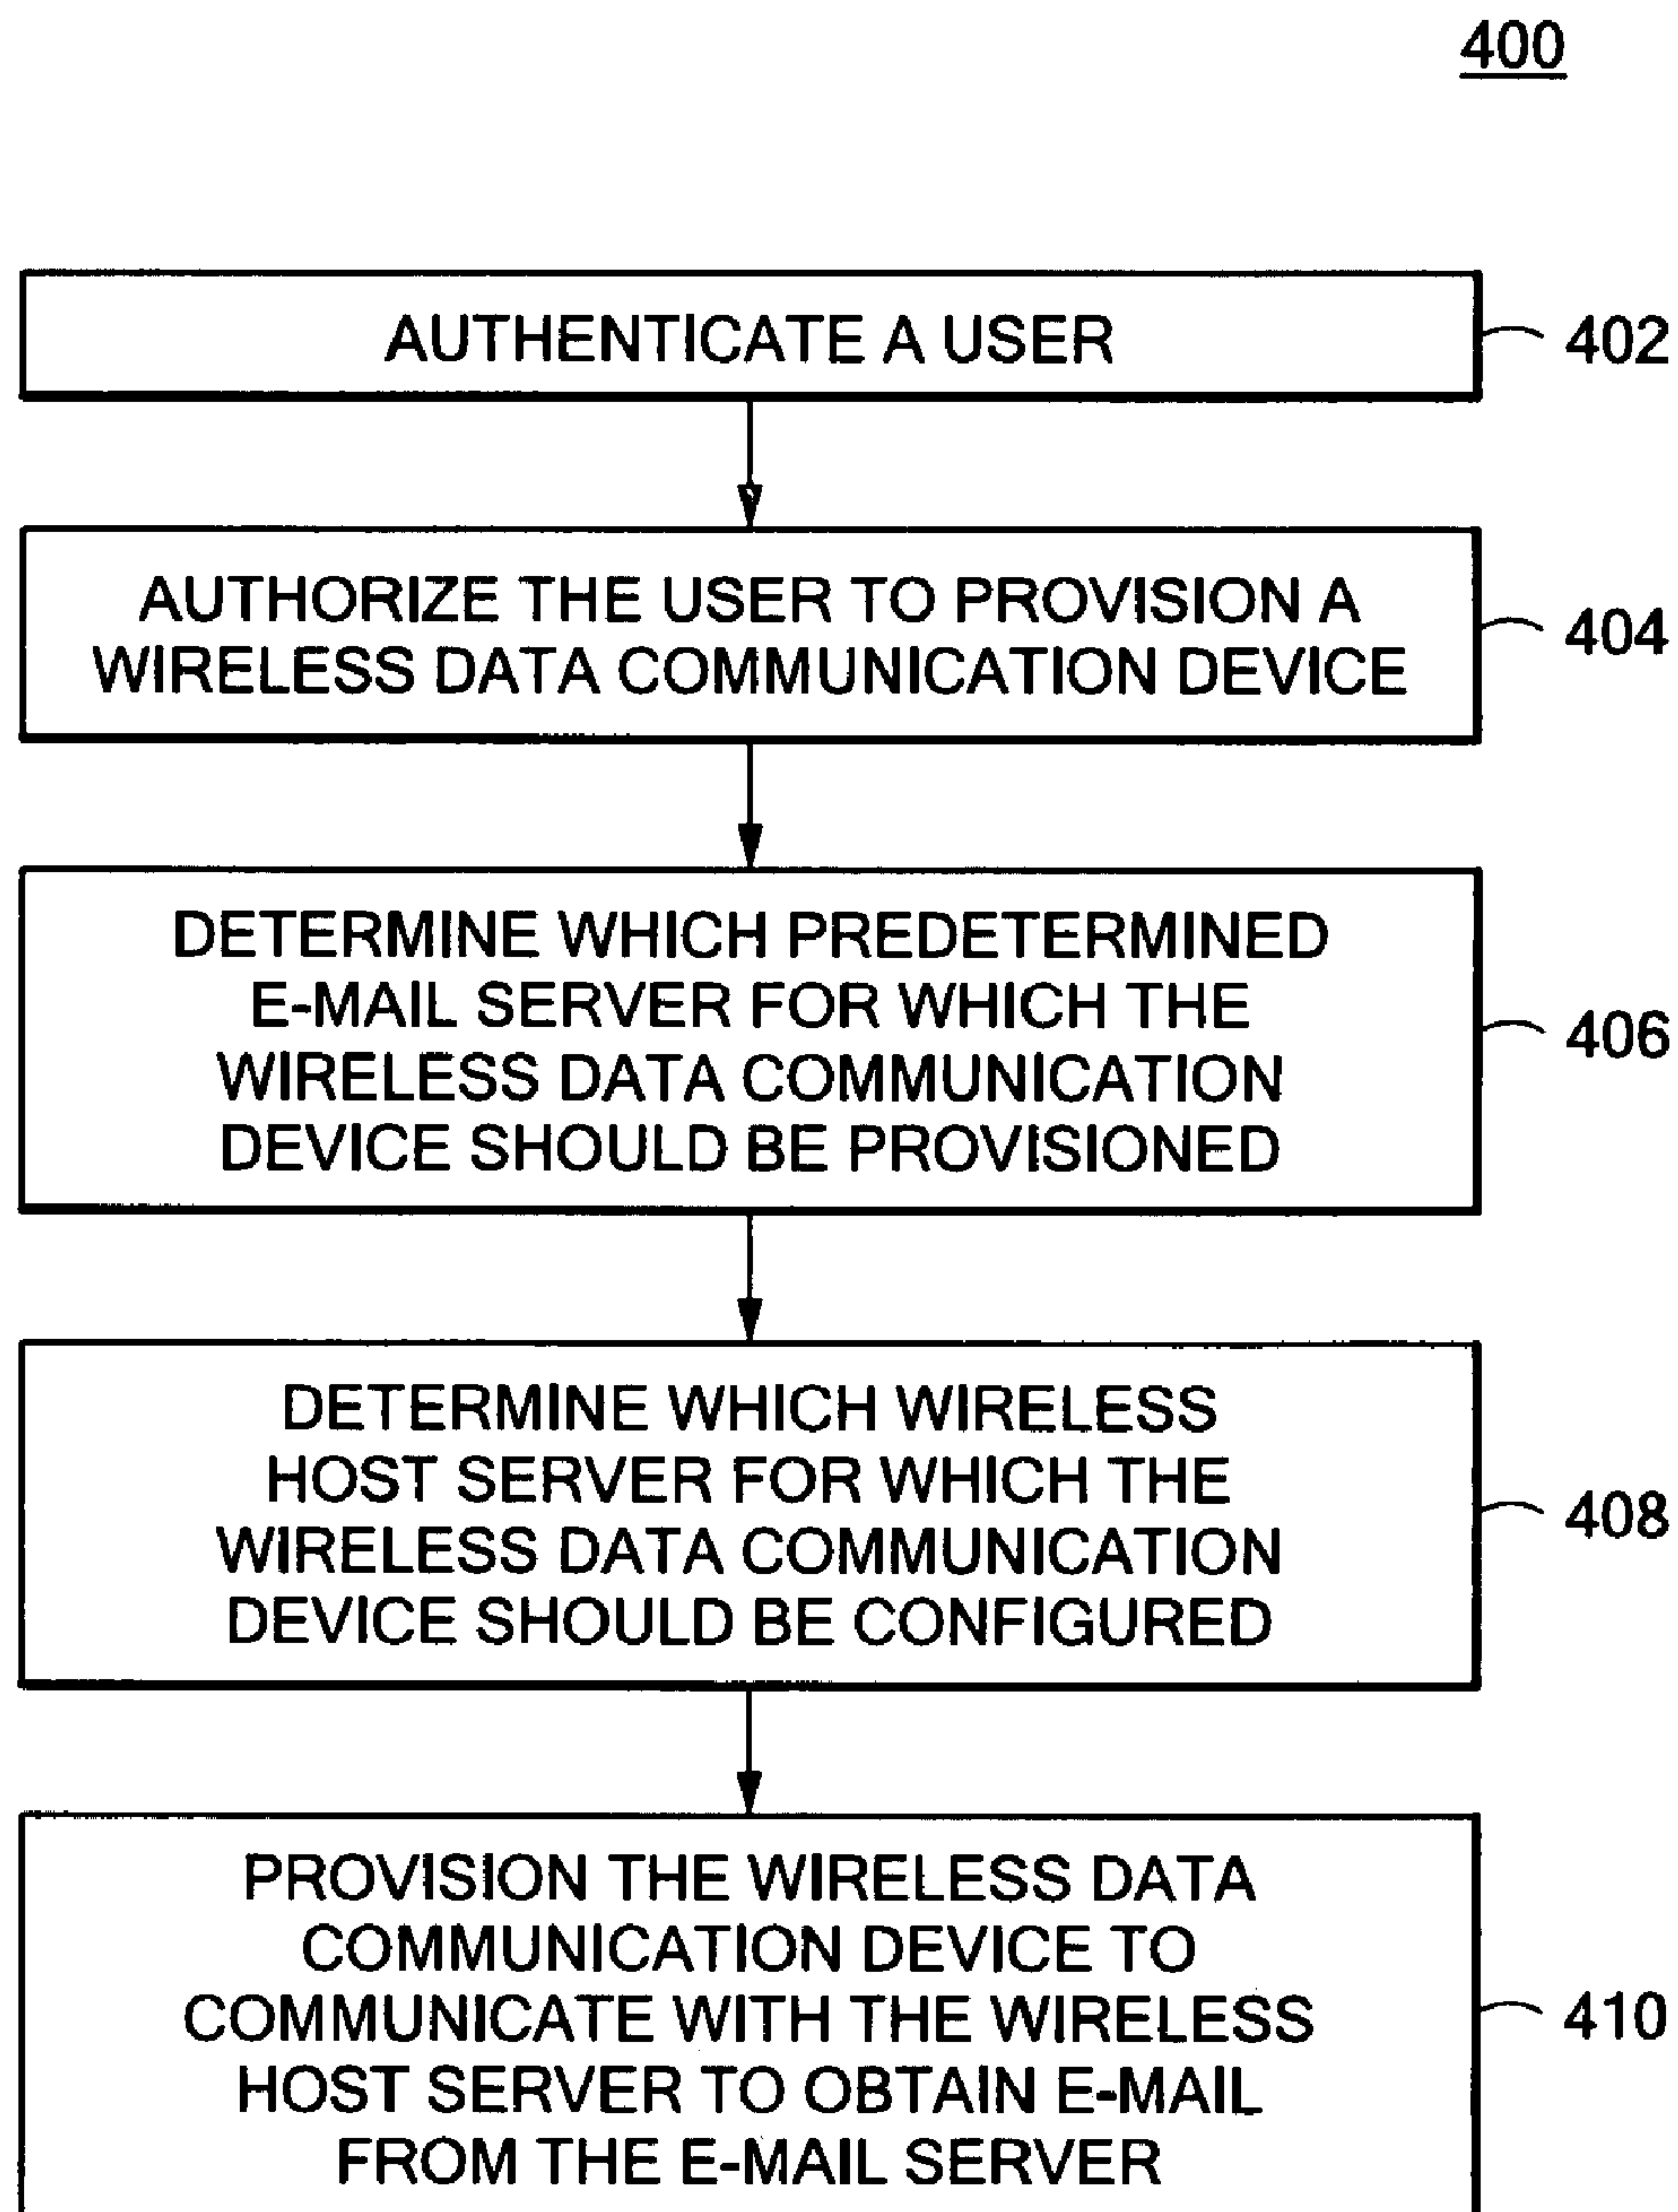 400
AUTHENTICATE A USER
402
AUTHORIZE THE USER TO PROVISION A
WIRELESS DATA COMMUNICATION DEVICE
404
DETERMINE WHICH PREDETERMINED
E-MAIL SERVER FOR WHICH THE
WIRELESS DATA COMMUNICATION
DEVICE SHOULD BE PROVISIONED
406
DETERMINE WHICH WIRELESS
HOST SERVER FOR WHICH THE
WIRELESS DATA COMMUNICATION
DEVICE SHOULD BE CONFIGURED
408
PROVISION THE WIRELESS DATA
COMMUNICATION DEVICE TO
COMMUNICATE WITH THE WIRELESS
HOST SERVER TO OBTAIN E-MAIL
FROM THE E-MAIL SERVER
410